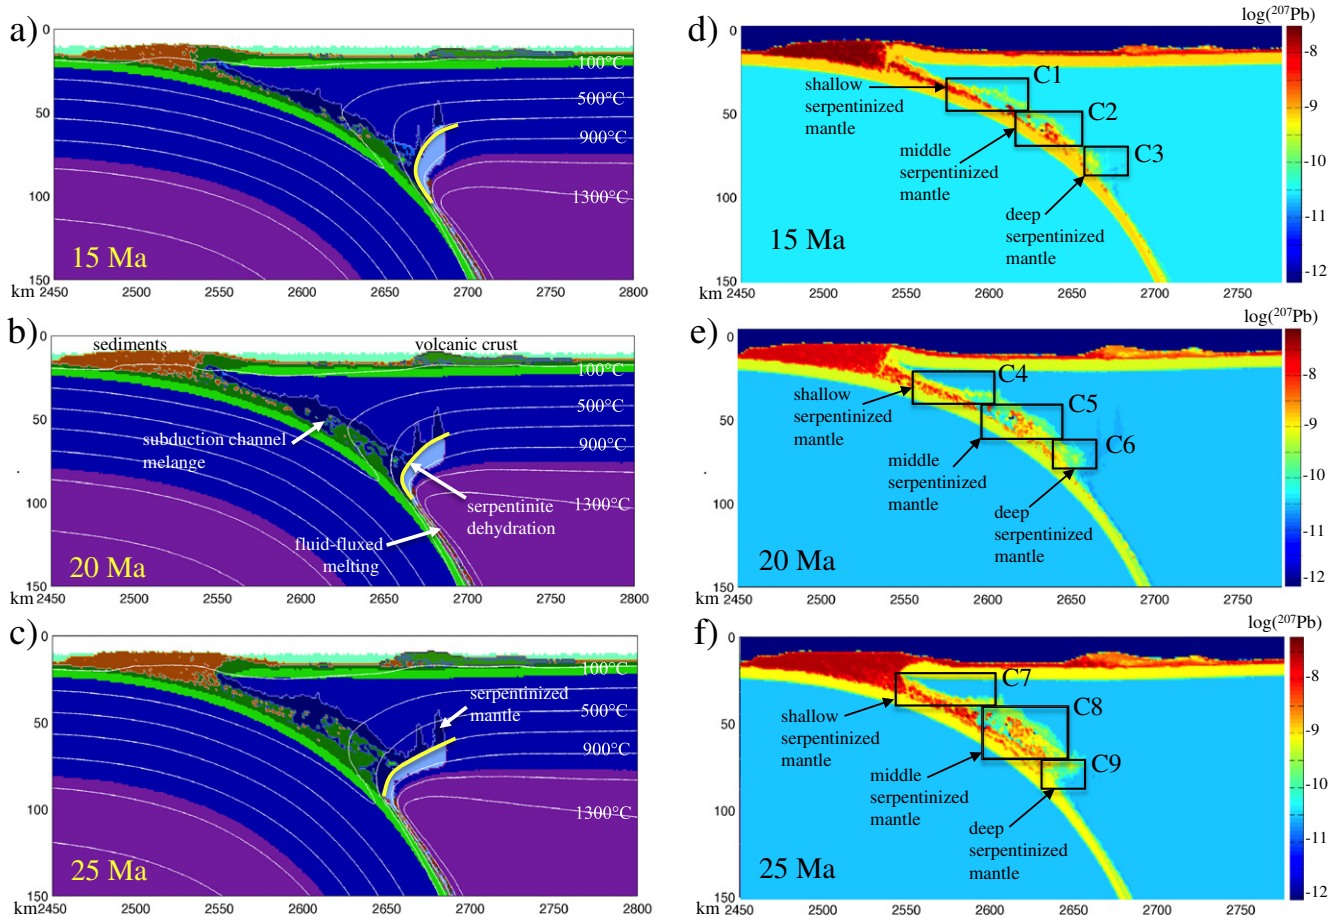 a)
0
100°C
500°C
50
900°C
100
1300°C
15 Ma
150
km
2450
2500
2550
2600
2650
2700
2750
2800
b)
0
sediments
volcanic crust
100°C
500°C
50
subduction channel
melange
900°C
100
1300°C
serpentinite
dehydration
fluid-fluxed
melting
20 Ma
150
km
2450
2500
2550
2600
2650
2700
2750
2800
c)
0
100°C
serpentinized
mantle
500°C
50
900°C
100
1300°C
25 Ma
150
km
2450
2500
2550
2600
2650
2700
2750
2800
d)
log(²⁰⁷Pb)
0
-8
C1
shallow
serpentinized
mantle
50
-9
C2
middle
serpentinized
mantle
C3
-10
100
deep
serpentinized
mantle
-11
15 Ma
-12
150
km
2450
2500
2550
2600
2650
2700
2750
e)
log(²⁰⁷Pb)
0
-8
C4
shallow
serpentinized
mantle
50
-9
C5
C6
middle
serpentinized
mantle
-10
100
deep
serpentinized
mantle
-11
20 Ma
-12
150
km
2450
2500
2550
2600
2650
2700
2750
f)
log(²⁰⁷Pb)
0
-8
C7
shallow
serpentinized
mantle
50
-9
C8
C9
middle
serpentinized
mantle
-10
100
deep
serpentinized
mantle
-11
25 Ma
-12
150
km
2450
2500
2550
2600
2650
2700
2750